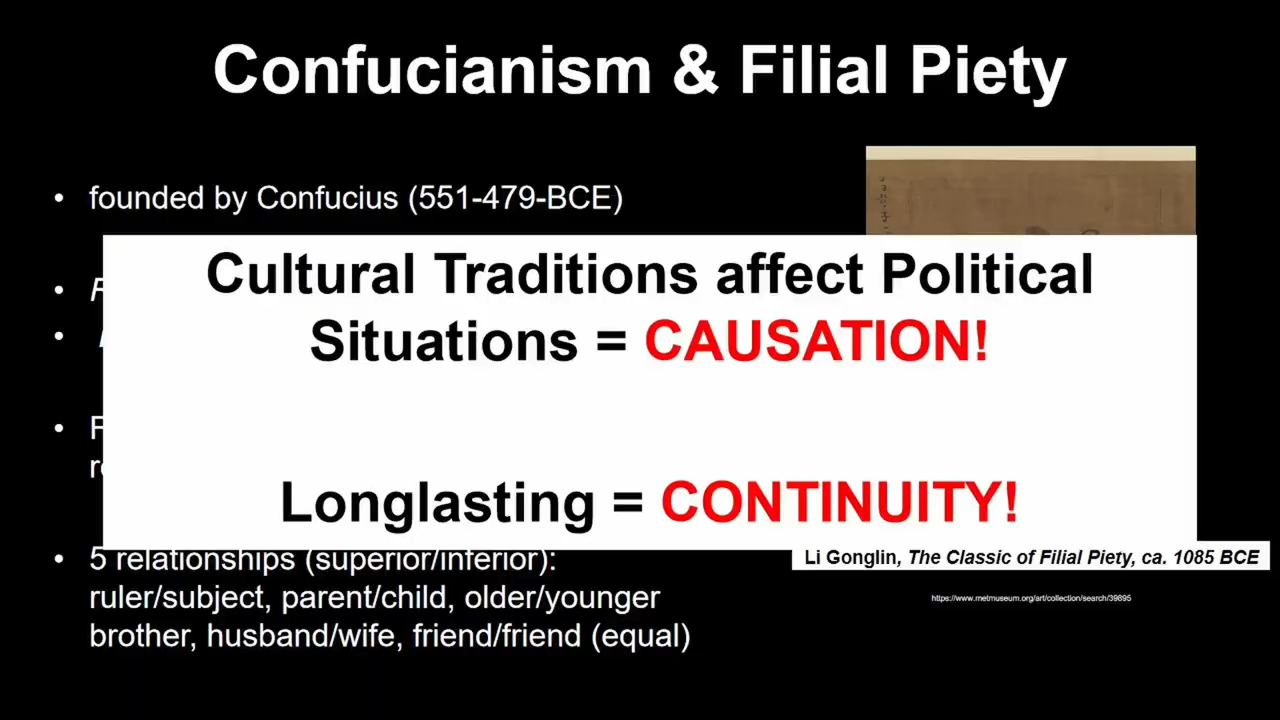 Confucianism & Filial Piety
• founded by Confucius (551-479-BCE)
Cultural Traditions affect Political
Situations = CAUSATION!
Longlasting = CONTINUITY!
• 5 relationships (superior/inferior):
ruler/subject, parent/child, older/younger
brother, husband/wife, friend/friend (equal)
Li Gonglin, The Classic of Filial Piety, ca. 1085 BCE
https://www.metmuseum.org/art/collection/search/39895